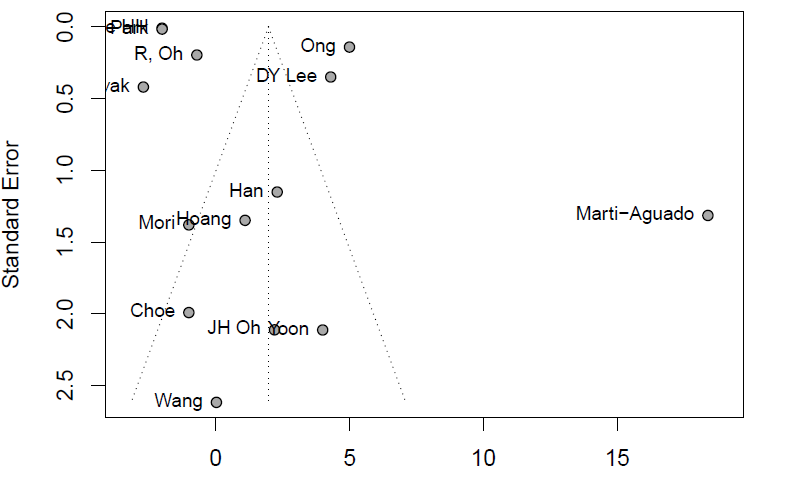 0.0
R, Oh
Ong
DY Lee
0.5
1.0
Han
Hoang
Mori
Marti−Aguado
1.5
Choe
2.0
JH Oh
Yoon
2.5
Wang
Standard Error
0
5
10
15